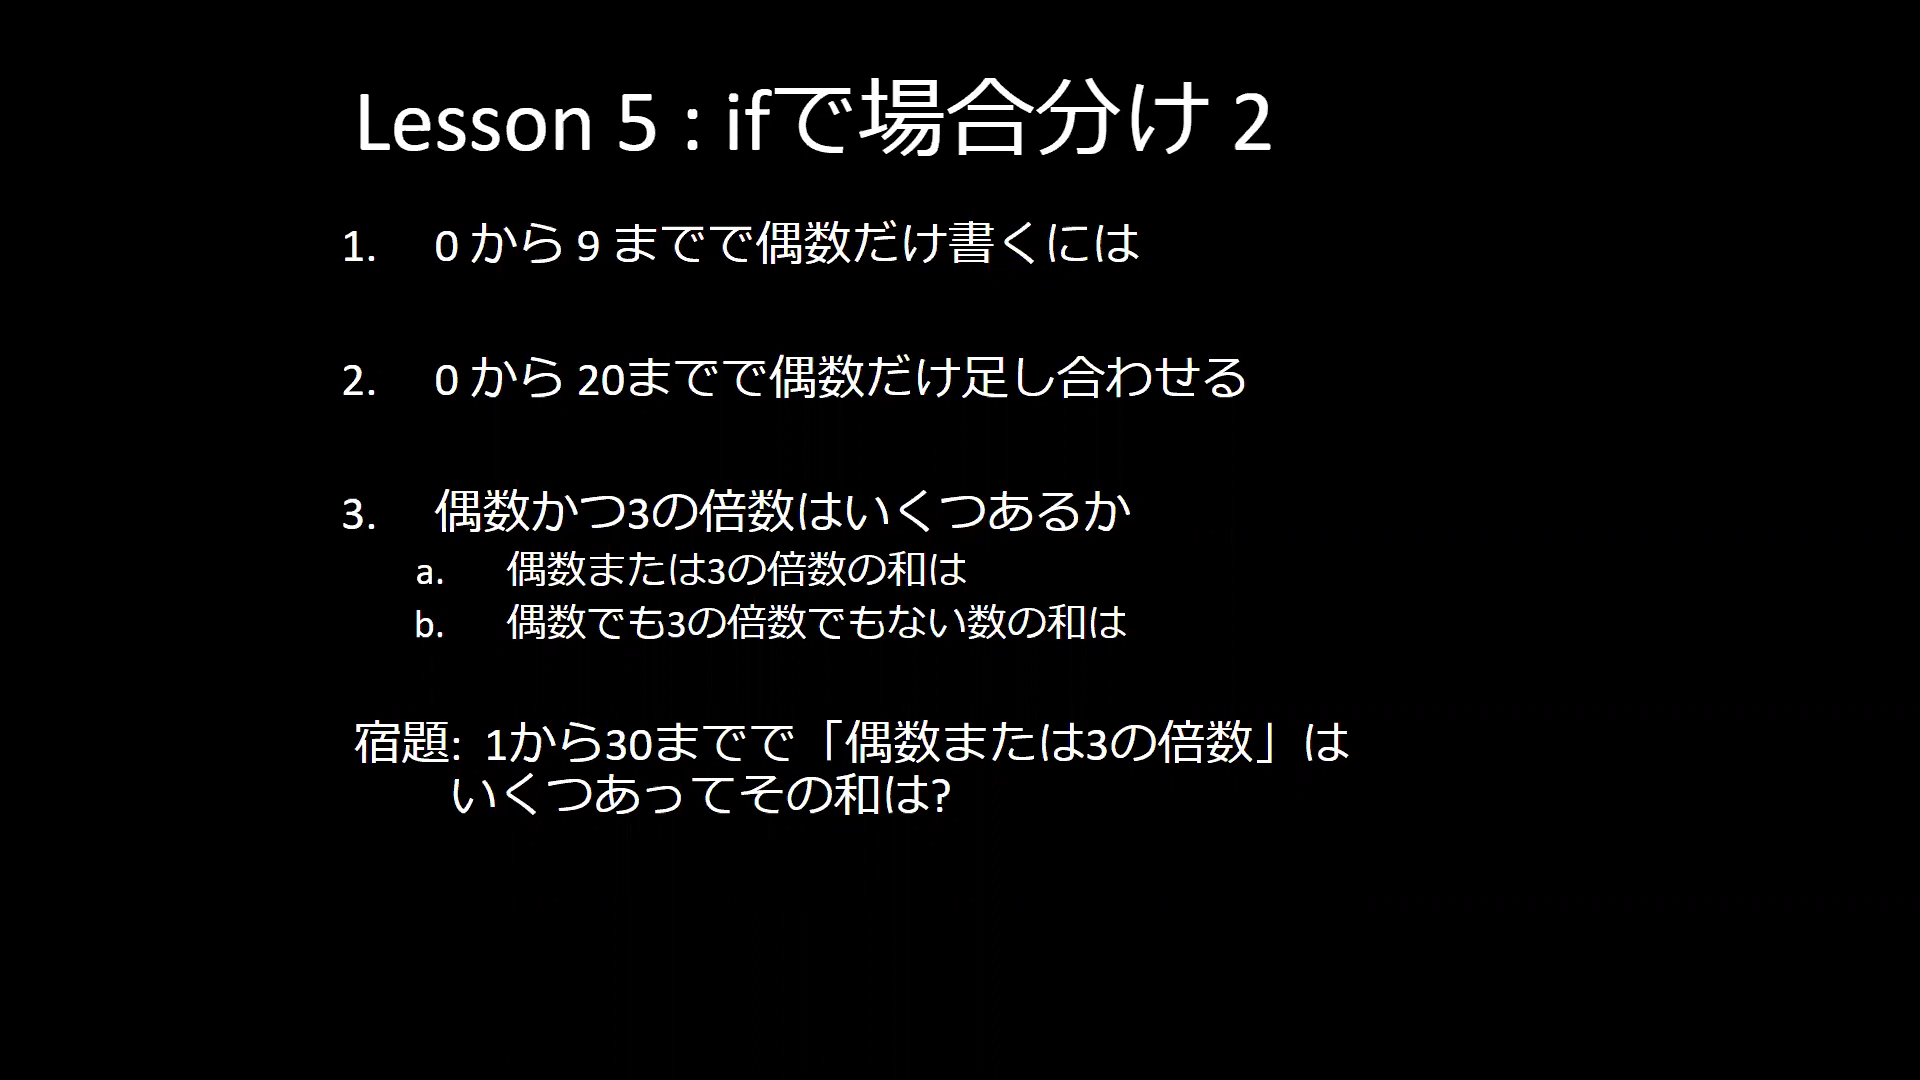 Lesson 5 : ifで場合分け 2
1. 0 から 9 までで偶数だけ書くには
2. 0 から 20までで偶数だけ足し合わせる
3. 偶数かつ3の倍数はいくつあるか
a. 偶数または3の倍数の和は
b. 偶数でも3の倍数でもない数の和は
宿題: 1から30までで「偶数または3の倍数」は
いくつあってその和は?